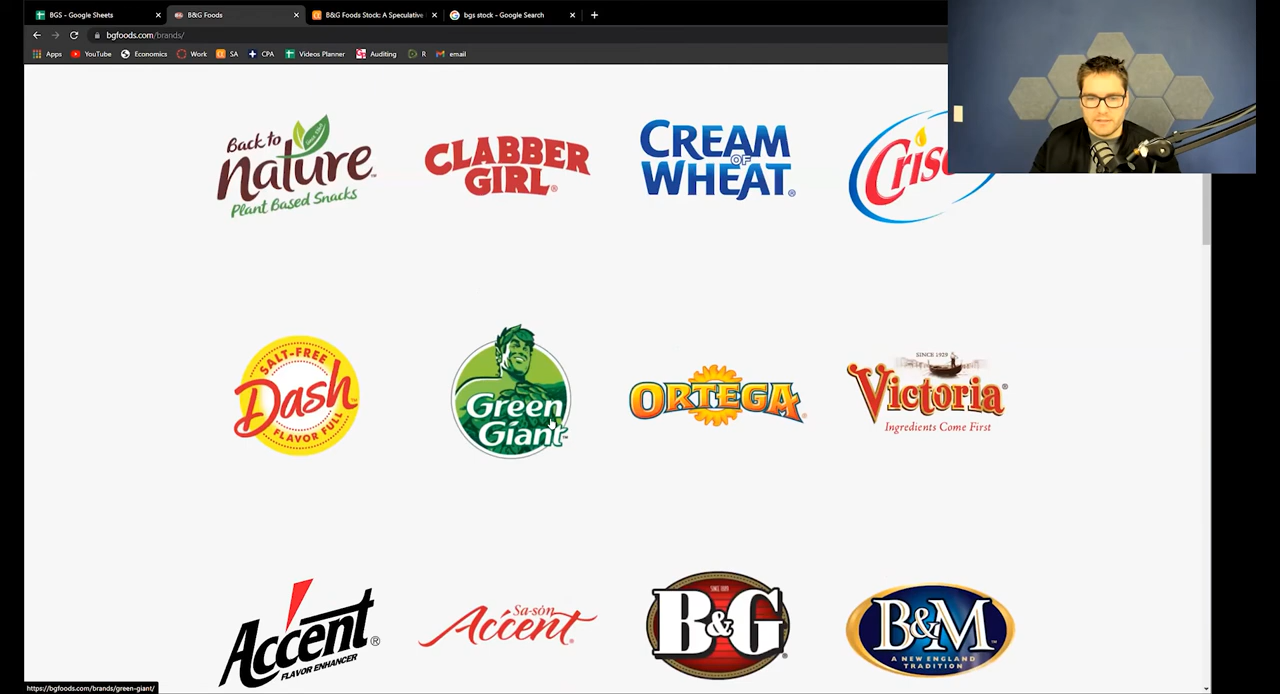 BGS - Google Sheets
B&G Foods
B&G Foods Stock: A Speculative
bgs stock - Google Search
bgfoods.com/brands/
Apps
YouTube
Economics
Work
SA
CPA
Videos Planner
Auditing
R
email
Back to
nature
Plant Based Snacks
CLABBER
GIRL
CREAM
OF
WHEAT
SALT-FREE
Dash
FLAVOR FULL
Green
Giant
ORTEGA
SINCE 1929
Victoria
Ingredients Come First
Accent
FLAVOR ENHANCER
Sa-són
Accent
SINCE 1889
B&G
B&M
A NEW ENGLAND
TRADITION
https://bgfoods.com/brands/green-giant/